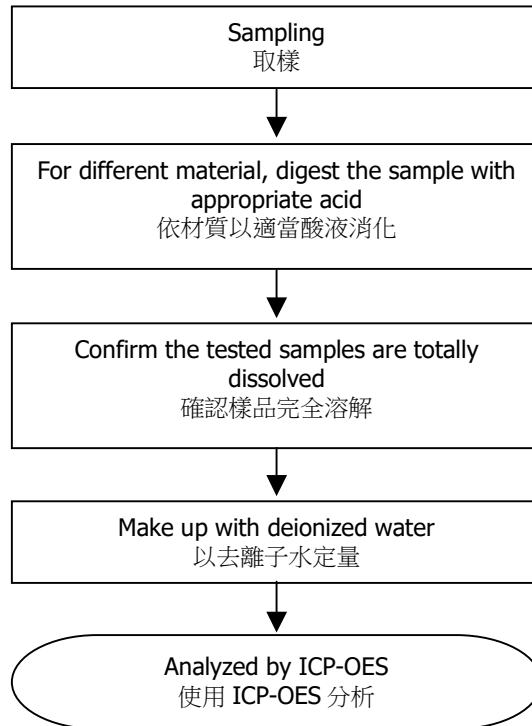 Sampling
取樣
For different material, digest the sample with
appropriate acid
依材質以適當酸液消化
Confirm the tested samples are totally
dissolved
確認樣品完全溶解
Make up with deionized water
以去離子水定量
Analyzed by ICP-OES
使用 ICP-OES 分析